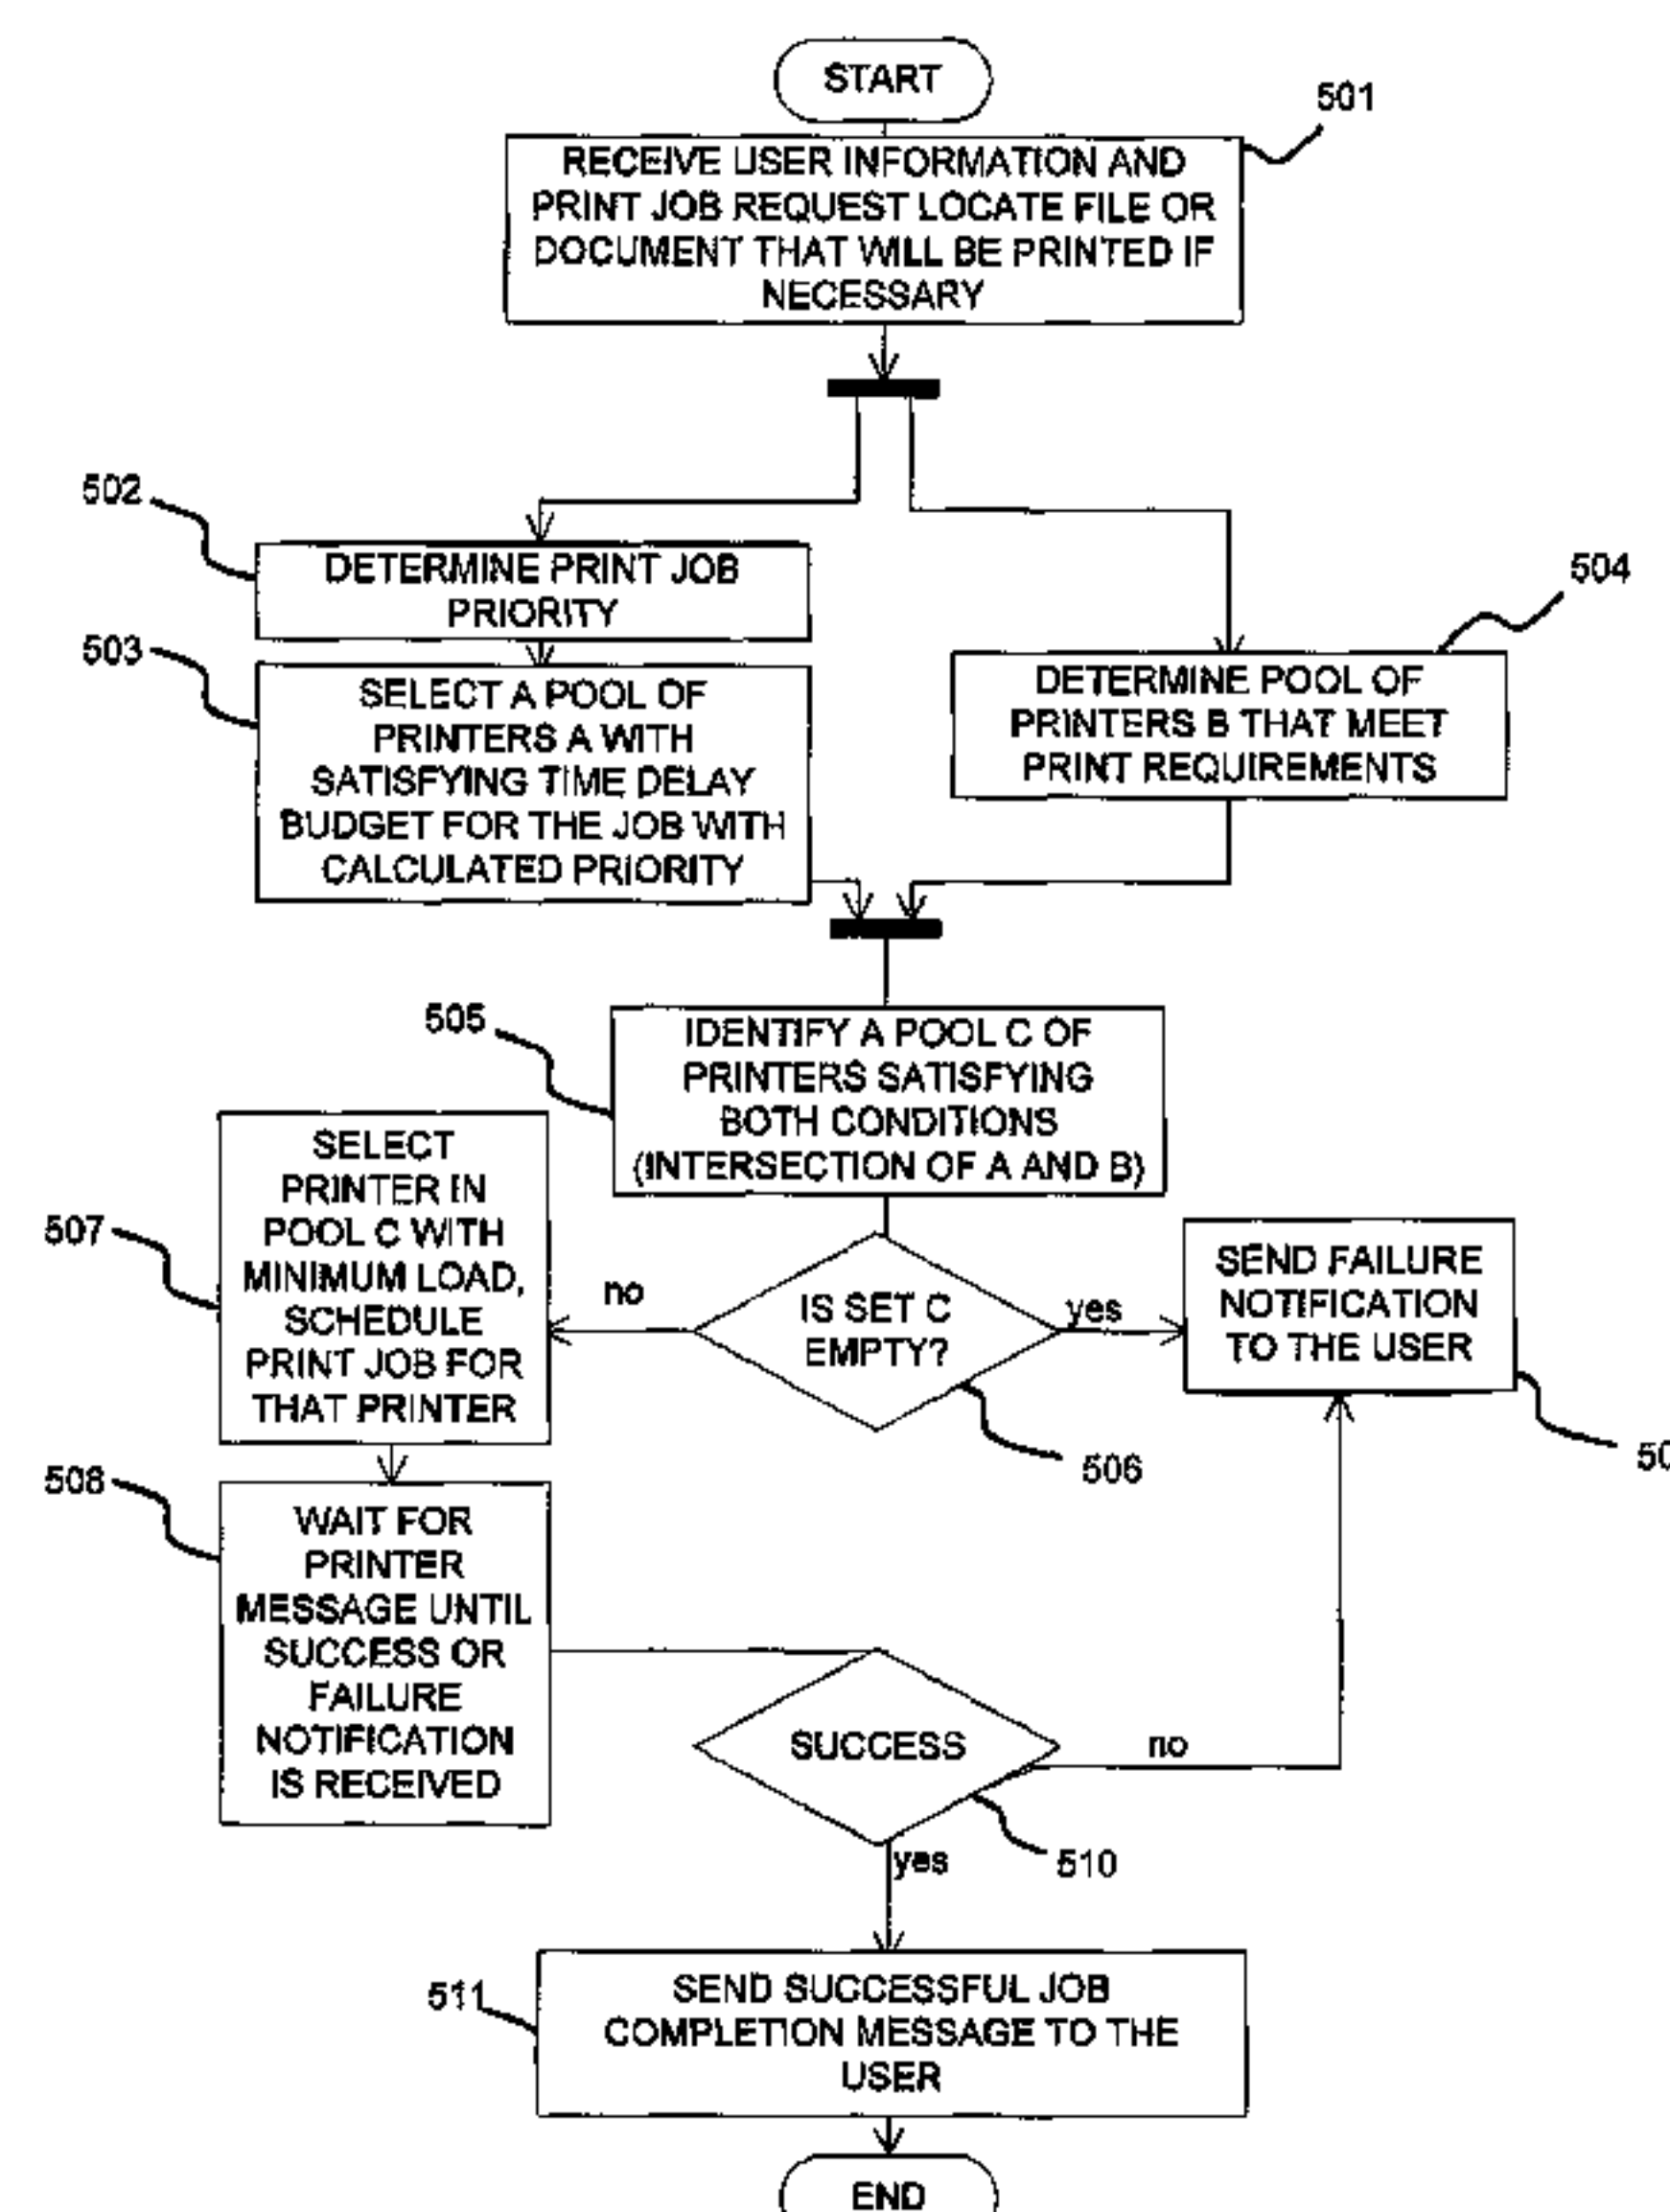 START
501
RECEIVE USER INFORMATION AND
PRINT JOB REQUEST LOCATE FILE OR
DOCUMENT THAT WILL BE PRINTED IF
NECESSARY
502
DETERMINE PRINT JOB
PRIORITY
503
SELECT A POOL OF
PRINTERS A WITH
SATISFYING TIME DELAY
BUDGET FOR THE JOB WITH
CALCULATED PRIORITY
504
DETERMINE POOL OF
PRINTERS B THAT MEET
PRINT REQUIREMENTS
505
IDENTIFY A POOL C OF
PRINTERS SATISFYING
BOTH CONDITIONS
(INTERSECTION OF A AND B)
507
SELECT
PRINTER IN
POOL C WITH
MINIMUM LOAD,
SCHEDULE
PRINT JOB FOR
THAT PRINTER
no
IS SET C
EMPTY?
yes
506
SEND FAILURE
NOTIFICATION
TO THE USER
50
508
WAIT FOR
PRINTER
MESSAGE UNTIL
SUCCESS OR
FAILURE
NOTIFICATION
IS RECEIVED
SUCCESS
no
yes
510
511
SEND SUCCESSFUL JOB
COMPLETION MESSAGE TO THE
USER
END